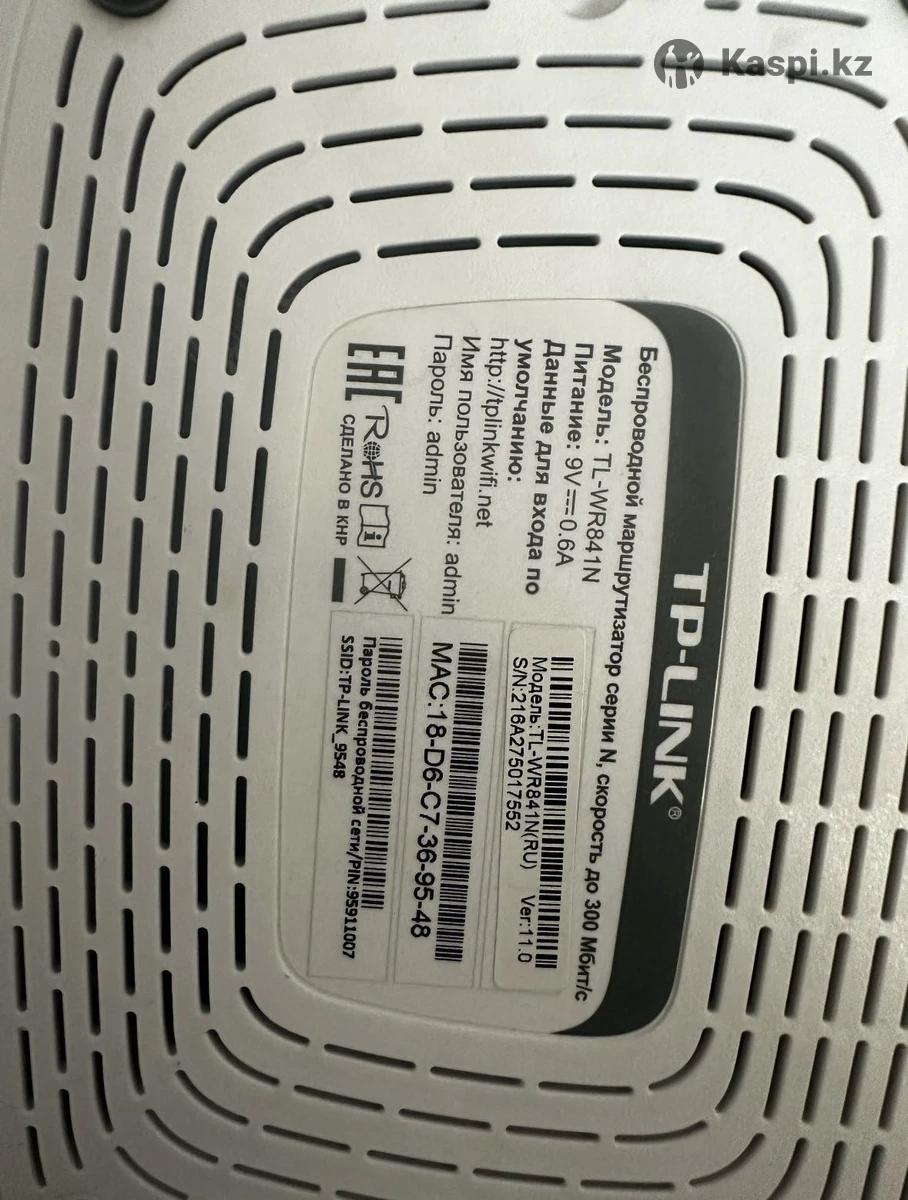 Kaspi.kz
TP-LINK®
Беспроводной маршрутизатор серии N, скорость до 300 Мбит/с
Модель: TL-WR841N
Питание: 9V⎓0.6A
Данные для входа по
умолчанию:
http://tplinkwifi.net
Имя пользователя: admin
Пароль: admin
EAC RoHS
СДЕЛАНО В КНР
Модель:TL-WR841N(RU) Ver:11.0
S/N:216A275017552
MAC:18-D6-C7-36-95-48
Пароль беспроводной сети/PIN:95911007
SSID:TP-LINK_9548